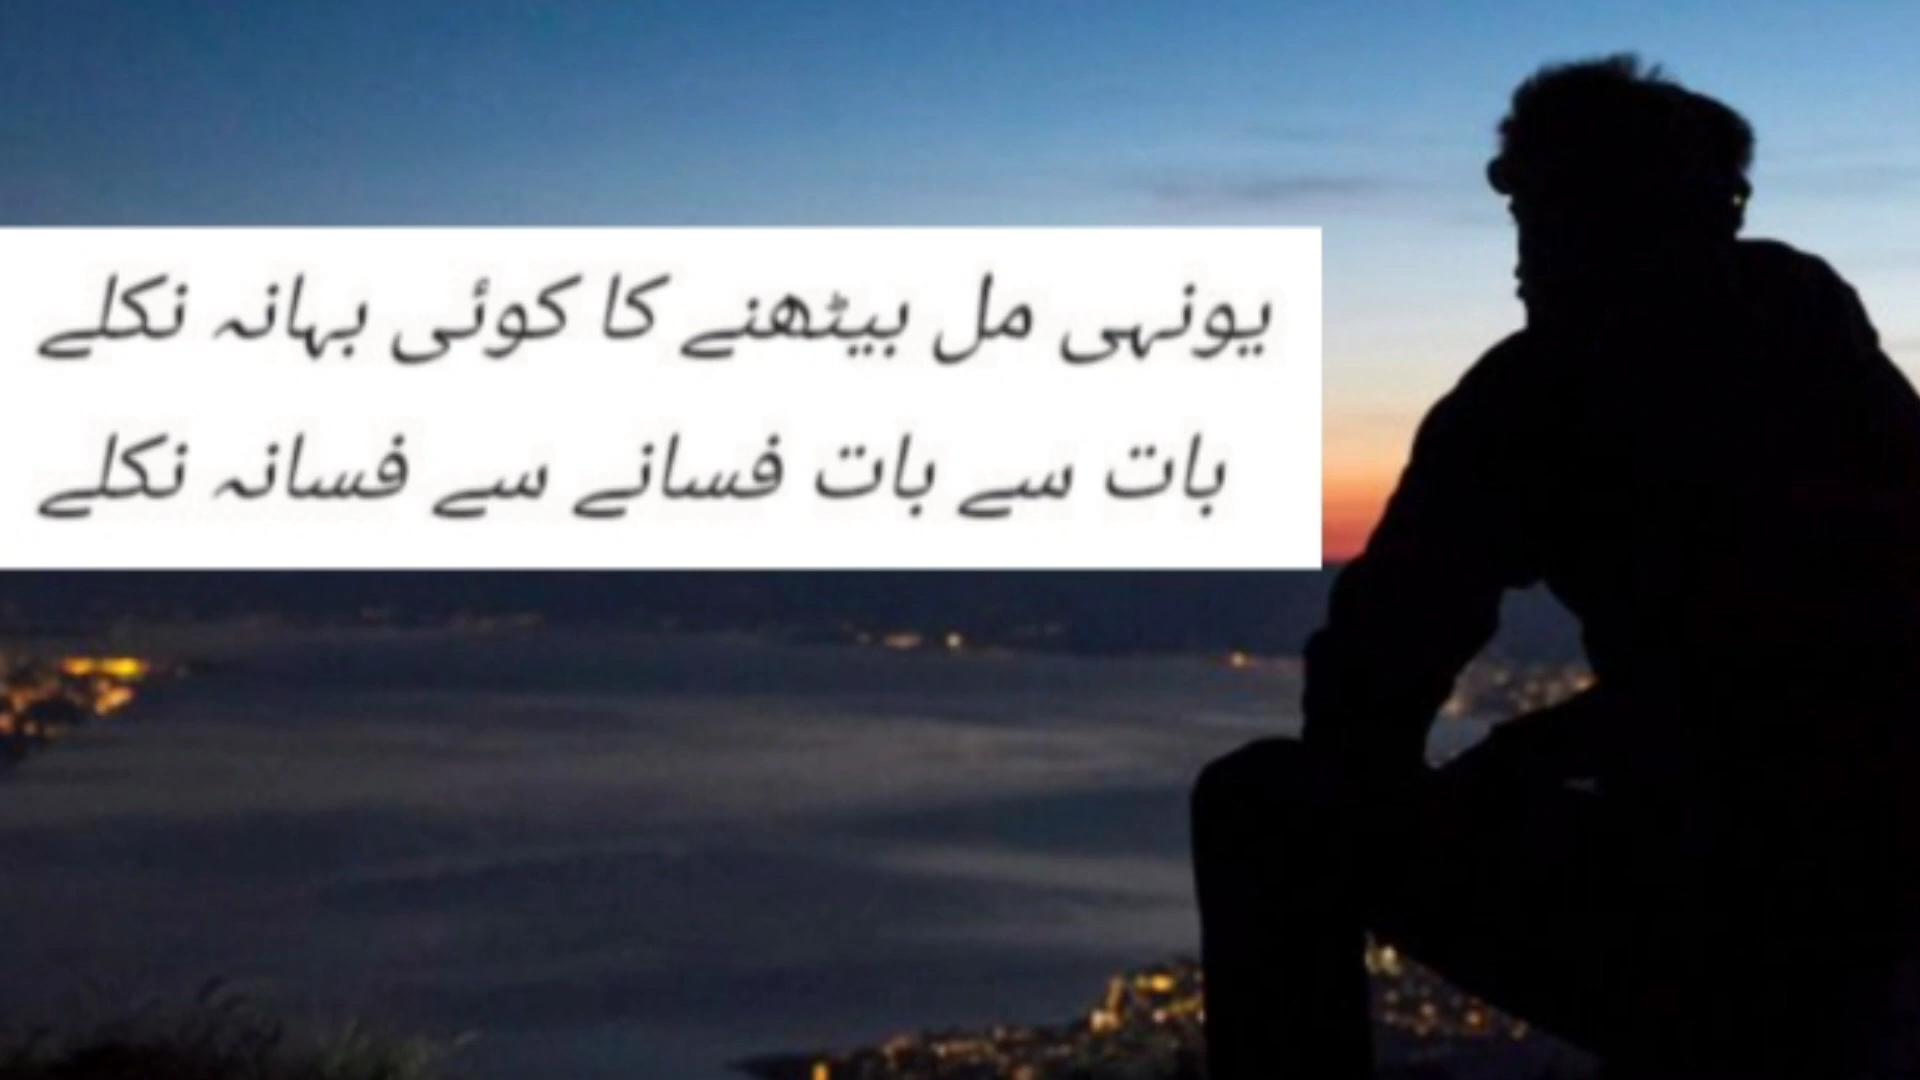 یونہی مل بیٹھنے کا کوئی بہانہ نکلے
بات سے بات فسانے سے فسانہ نکلے